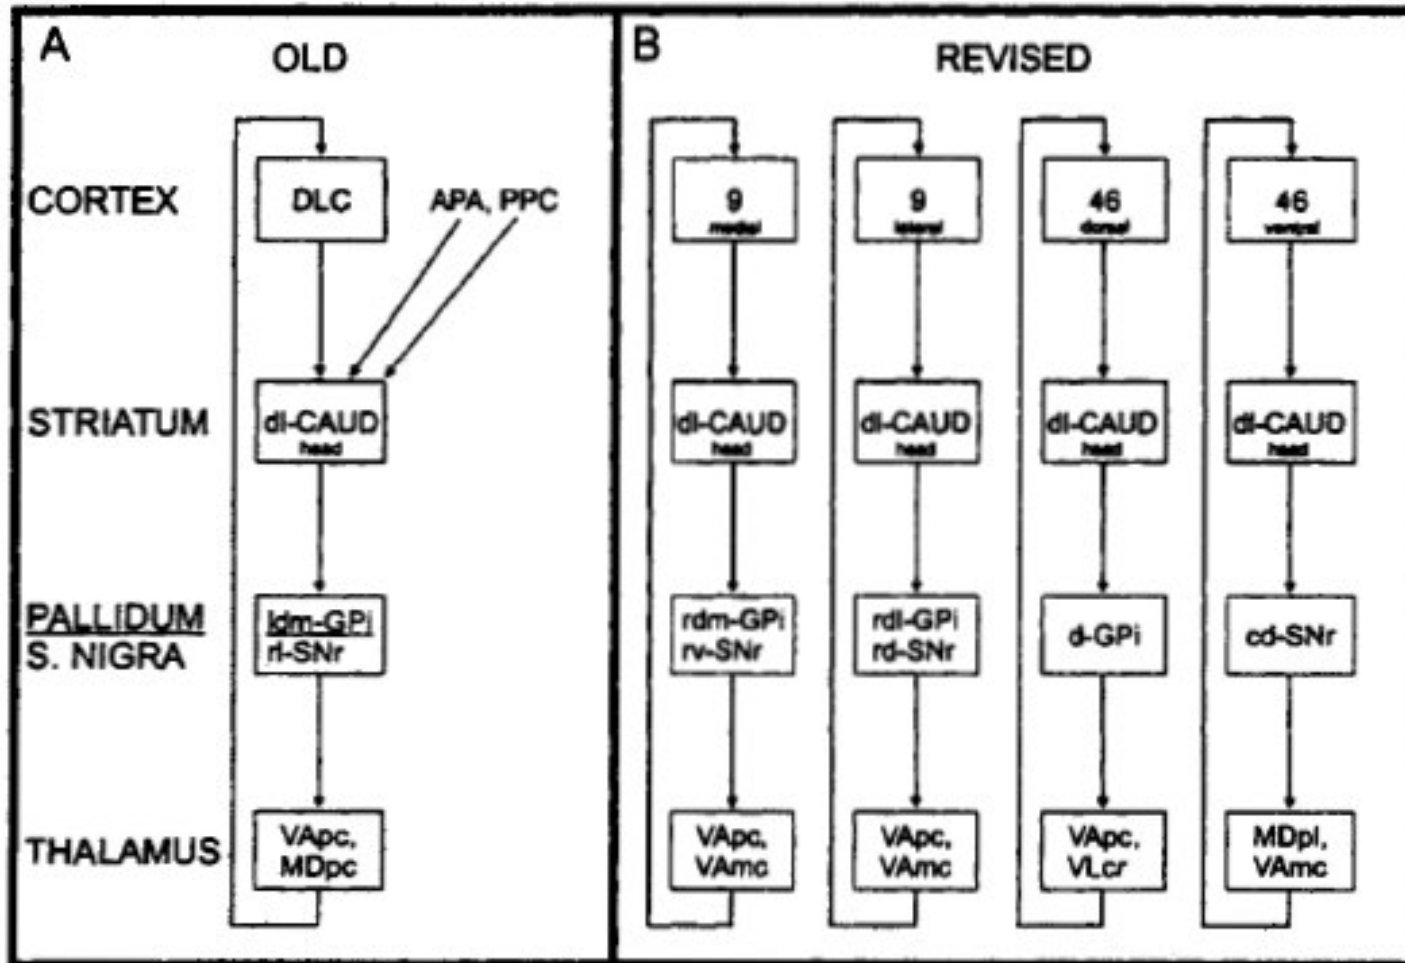 A
OLD
CORTEX
DLC
APA, PPC
STRIATUM
dl-CAUD
head
PALLIDUM
S. NIGRA
ldm-GPi
rl-SNr
THALAMUS
VApc,
MDpc
B
REVISED
9
medial
9
lateral
46
dorsal
46
ventral
dl-CAUD
head
dl-CAUD
head
dl-CAUD
head
dl-CAUD
head
rdm-GPi
rv-SNr
rdl-GPi
rd-SNr
d-GPi
cd-SNr
VApc,
VAmc
VApc,
VAmc
VApc,
VLcr
MDpl,
VAmc